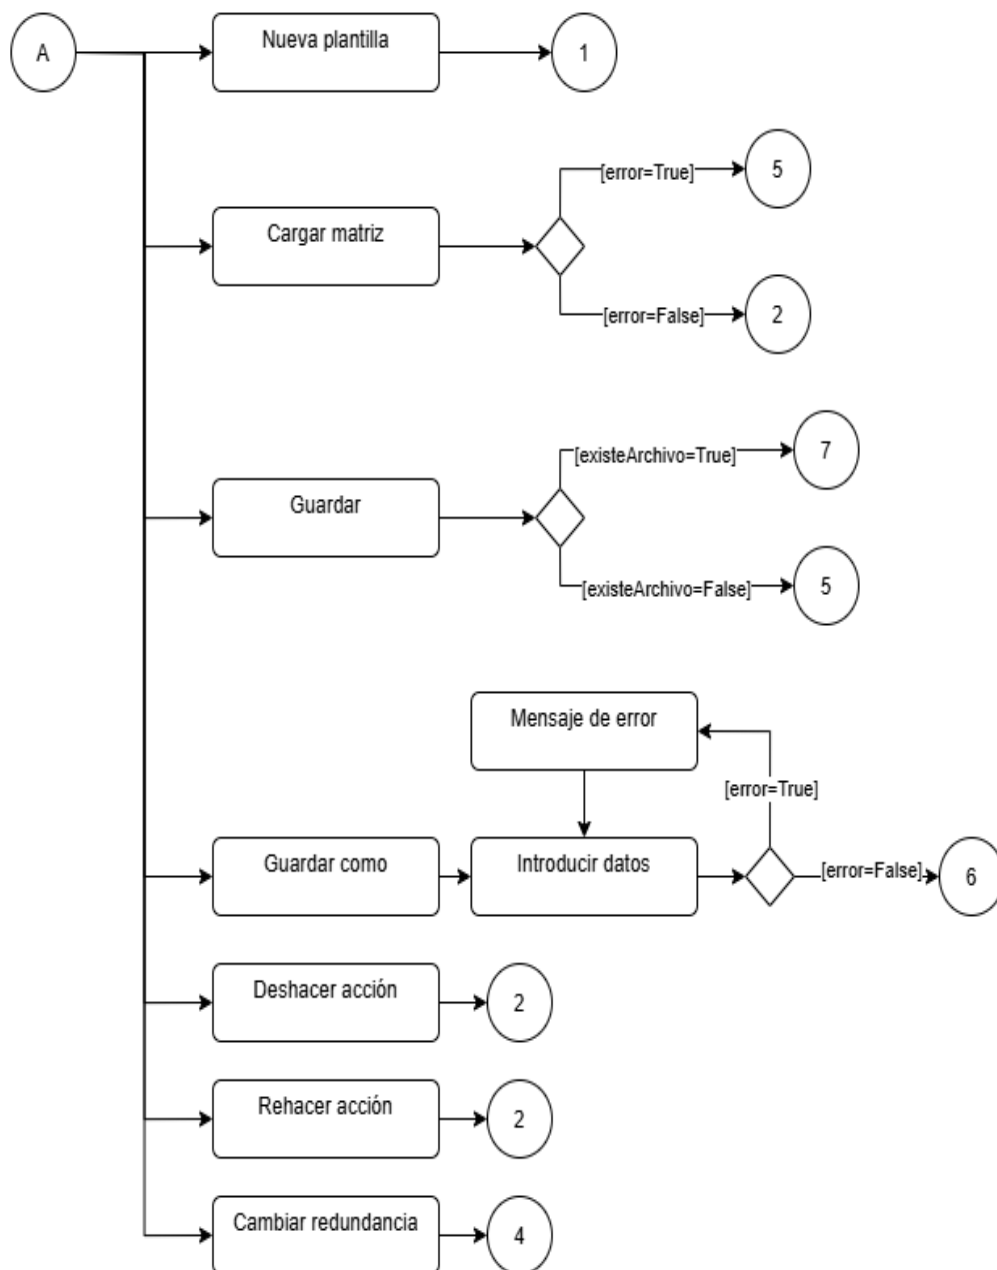 A
Nueva plantilla
1
[error=True]
5
Cargar matriz
[error=False]
2
[existeArchivo=True]
7
Guardar
[existeArchivo=False]
5
Mensaje de error
[error=True]
Guardar como
Introducir datos
[error=False]
6
Deshacer acción
2
Rehacer acción
2
Cambiar redundancia
4